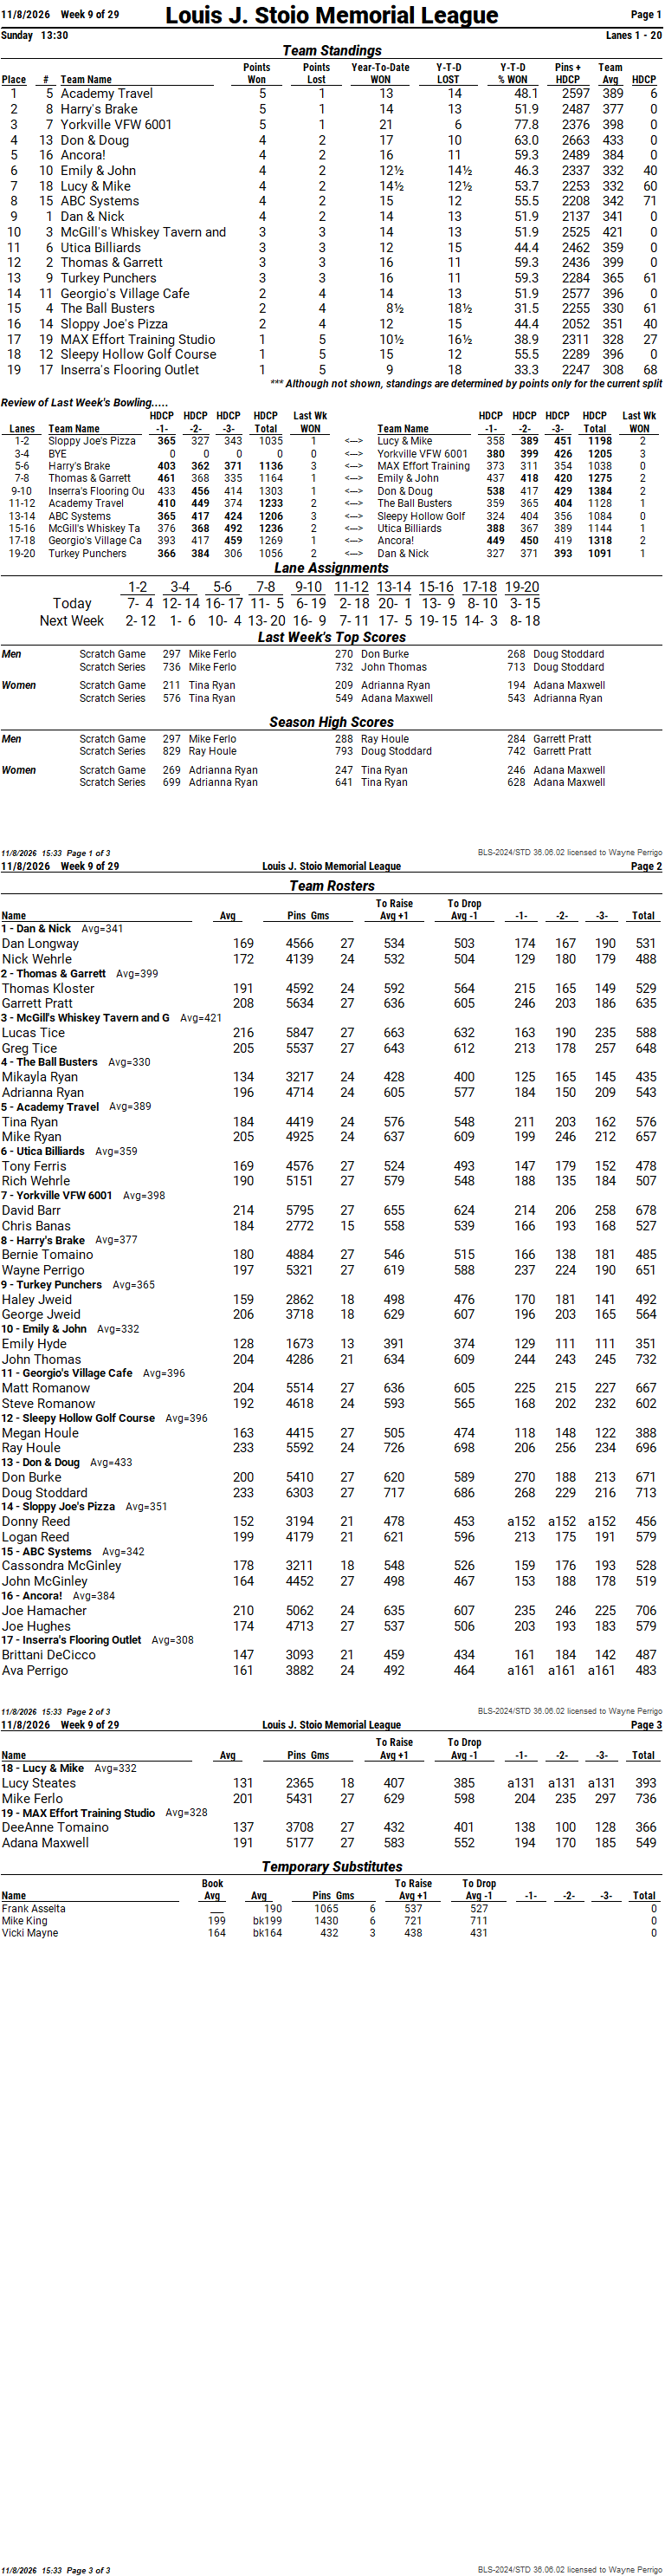 11/8/2026 Week 9 of 29 Louis J. Stoio Memorial League Page 1
Sunday 13:30 Lanes 1 - 20
Team Standings
Points Points Year-To-Date Y-T-D Y-T-D Pins + Team
Place # Team Name Won Lost WON LOST % WON HDCP Avg HDCP
1 5 Academy Travel 5 1 13 14 48.1 2597 389 6
2 8 Harry's Brake 5 1 14 13 51.9 2487 377 0
3 7 Yorkville VFW 6001 5 1 21 6 77.8 2376 398 0
4 13 Don & Doug 4 2 17 10 63.0 2663 433 0
5 16 Ancora! 4 2 16 11 59.3 2489 384 0
6 10 Emily & John 4 2 12½ 14½ 46.3 2337 332 40
7 18 Lucy & Mike 4 2 14½ 12½ 53.7 2253 332 60
8 15 ABC Systems 4 2 15 12 55.5 2208 342 71
9 1 Dan & Nick 4 2 14 13 51.9 2137 341 0
10 3 McGill's Whiskey Tavern and 3 3 14 13 51.9 2525 421 0
11 6 Utica Billiards 3 3 12 15 44.4 2462 359 0
12 2 Thomas & Garrett 3 3 16 11 59.3 2436 399 0
13 9 Turkey Punchers 3 3 16 11 59.3 2284 365 61
14 11 Georgio's Village Cafe 2 4 14 13 51.9 2577 396 0
15 4 The Ball Busters 2 4 8½ 18½ 31.5 2255 330 61
16 14 Sloppy Joe's Pizza 2 4 12 15 44.4 2052 351 40
17 19 MAX Effort Training Studio 1 5 10½ 16½ 38.9 2311 328 27
18 12 Sleepy Hollow Golf Course 1 5 15 12 55.5 2289 396 0
19 17 Inserra's Flooring Outlet 1 5 9 18 33.3 2247 308 68
*** Although not shown, standings are determined by points only for the current split
Review of Last Week's Bowling.....
HDCP HDCP HDCP HDCP Last Wk HDCP HDCP HDCP HDCP Last Wk
Lanes Team Name -1- -2- -3- Total WON Team Name -1- -2- -3- Total WON
1-2 Sloppy Joe's Pizza 365 327 343 1035 1 <---> Lucy & Mike 358 389 451 1198 2
3-4 BYE 0 0 0 0 0 <---> Yorkville VFW 6001 380 399 426 1205 3
5-6 Harry's Brake 403 362 371 1136 3 <---> MAX Effort Training 373 311 354 1038 0
7-8 Thomas & Garrett 461 368 335 1164 1 <---> Emily & John 437 418 420 1275 2
9-10 Inserra's Flooring Ou 433 456 414 1303 1 <---> Don & Doug 538 417 429 1384 2
11-12 Academy Travel 410 449 374 1233 2 <---> The Ball Busters 359 365 404 1128 1
13-14 ABC Systems 365 417 424 1206 3 <---> Sleepy Hollow Golf 324 404 356 1084 0
15-16 McGill's Whiskey Ta 376 368 492 1236 2 <---> Utica Billiards 388 367 389 1144 1
17-18 Georgio's Village Ca 393 417 459 1269 1 <---> Ancora! 449 450 419 1318 2
19-20 Turkey Punchers 366 384 306 1056 2 <---> Dan & Nick 327 371 393 1091 1
Lane Assignments
1-2 3-4 5-6 7-8 9-10 11-12 13-14 15-16 17-18 19-20
Today 7- 4 12- 14 16- 17 11- 5 6- 19 2- 18 20- 1 13- 9 8- 10 3- 15
Next Week 2- 12 1- 6 10- 4 13- 20 16- 9 7- 11 17- 5 19- 15 14- 3 8- 18
Last Week's Top Scores
Men Scratch Game 297 Mike Ferlo 270 Don Burke 268 Doug Stoddard
Scratch Series 736 Mike Ferlo 732 John Thomas 713 Doug Stoddard
Women Scratch Game 211 Tina Ryan 209 Adrianna Ryan 194 Adana Maxwell
Scratch Series 576 Tina Ryan 549 Adana Maxwell 543 Adrianna Ryan
Season High Scores
Men Scratch Game 297 Mike Ferlo 288 Ray Houle 284 Garrett Pratt
Scratch Series 829 Ray Houle 793 Doug Stoddard 742 Garrett Pratt
Women Scratch Game 269 Adrianna Ryan 247 Tina Ryan 246 Adana Maxwell
Scratch Series 699 Adrianna Ryan 641 Tina Ryan 628 Adana Maxwell
11/8/2026 15:33 Page 1 of 3 BLS-2024/STD 36.06.02 licensed to Wayne Perrigo
11/8/2026 Week 9 of 29 Louis J. Stoio Memorial League Page 2
Team Rosters
To Raise To Drop
Name Avg Pins Gms Avg +1 Avg -1 -1- -2- -3- Total
1 - Dan & Nick Avg=341
Dan Longway 169 4566 27 534 503 174 167 190 531
Nick Wehrle 172 4139 24 532 504 129 180 179 488
2 - Thomas & Garrett Avg=399
Thomas Kloster 191 4592 24 592 564 215 165 149 529
Garrett Pratt 208 5634 27 636 605 246 203 186 635
3 - McGill's Whiskey Tavern and G Avg=421
Lucas Tice 216 5847 27 663 632 163 190 235 588
Greg Tice 205 5537 27 643 612 213 178 257 648
4 - The Ball Busters Avg=330
Mikayla Ryan 134 3217 24 428 400 125 165 145 435
Adrianna Ryan 196 4714 24 605 577 184 150 209 543
5 - Academy Travel Avg=389
Tina Ryan 184 4419 24 576 548 211 203 162 576
Mike Ryan 205 4925 24 637 609 199 246 212 657
6 - Utica Billiards Avg=359
Tony Ferris 169 4576 27 524 493 147 179 152 478
Rich Wehrle 190 5151 27 579 548 188 135 184 507
7 - Yorkville VFW 6001 Avg=398
David Barr 214 5795 27 655 624 214 206 258 678
Chris Banas 184 2772 15 558 539 166 193 168 527
8 - Harry's Brake Avg=377
Bernie Tomaino 180 4884 27 546 515 166 138 181 485
Wayne Perrigo 197 5321 27 619 588 237 224 190 651
9 - Turkey Punchers Avg=365
Haley Jweid 159 2862 18 498 476 170 181 141 492
George Jweid 206 3718 18 629 607 196 203 165 564
10 - Emily & John Avg=332
Emily Hyde 128 1673 13 391 374 129 111 111 351
John Thomas 204 4286 21 634 609 244 243 245 732
11 - Georgio's Village Cafe Avg=396
Matt Romanow 204 5514 27 636 605 225 215 227 667
Steve Romanow 192 4618 24 593 565 168 202 232 602
12 - Sleepy Hollow Golf Course Avg=396
Megan Houle 163 4415 27 505 474 118 148 122 388
Ray Houle 233 5592 24 726 698 206 256 234 696
13 - Don & Doug Avg=433
Don Burke 200 5410 27 620 589 270 188 213 671
Doug Stoddard 233 6303 27 717 686 268 229 216 713
14 - Sloppy Joe's Pizza Avg=351
Donny Reed 152 3194 21 478 453 a152 a152 a152 456
Logan Reed 199 4179 21 621 596 213 175 191 579
15 - ABC Systems Avg=342
Cassondra McGinley 178 3211 18 548 526 159 176 193 528
John McGinley 164 4452 27 498 467 153 188 178 519
16 - Ancora! Avg=384
Joe Hamacher 210 5062 24 635 607 235 246 225 706
Joe Hughes 174 4713 27 537 506 203 193 183 579
17 - Inserra's Flooring Outlet Avg=308
Brittani DeCicco 147 3093 21 459 434 161 184 142 487
Ava Perrigo 161 3882 24 492 464 a161 a161 a161 483
11/8/2026 15:33 Page 2 of 3 BLS-2024/STD 36.06.02 licensed to Wayne Perrigo
11/8/2026 Week 9 of 29 Louis J. Stoio Memorial League Page 3
To Raise To Drop
Name Avg Pins Gms Avg +1 Avg -1 -1- -2- -3- Total
18 - Lucy & Mike Avg=332
Lucy Steates 131 2365 18 407 385 a131 a131 a131 393
Mike Ferlo 201 5431 27 629 598 204 235 297 736
19 - MAX Effort Training Studio Avg=328
DeeAnne Tomaino 137 3708 27 432 401 138 100 128 366
Adana Maxwell 191 5177 27 583 552 194 170 185 549
Temporary Substitutes
Book To Raise To Drop
Name Avg Avg Pins Gms Avg +1 Avg -1 -1- -2- -3- Total
Frank Asselta ___ 190 1065 6 537 527 0
Mike King 199 bk199 1430 6 721 711 0
Vicki Mayne 164 bk164 432 3 438 431 0
11/8/2026 15:33 Page 3 of 3 BLS-2024/STD 36.06.02 licensed to Wayne Perrigo